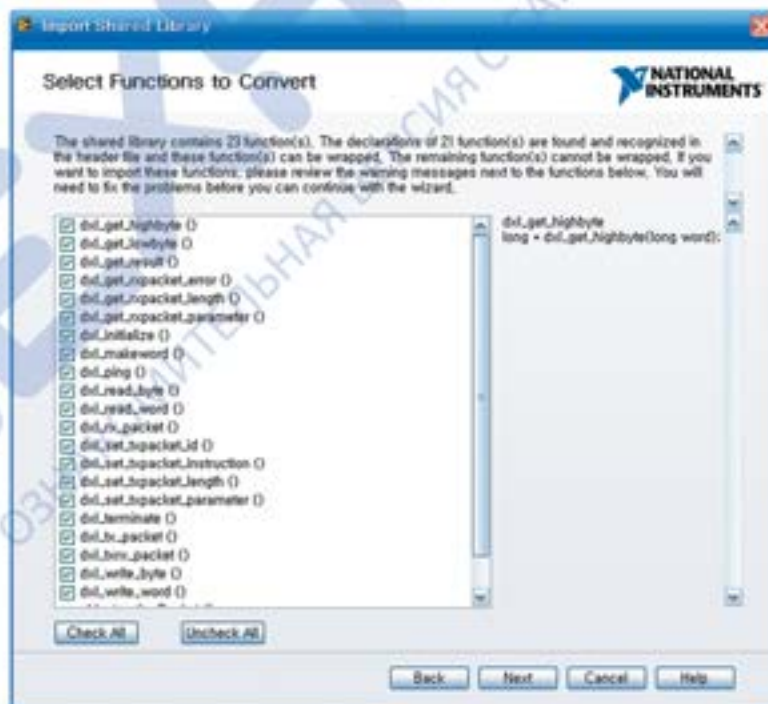 Import Shared Library
Select Functions to Convert
NATIONAL
INSTRUMENTS
The shared library contains 23 function(s). The declarations of 21 function(s) are found and recognized in
the header file and these function(s) can be wrapped. The remaining function(s) cannot be wrapped. If you
want to import these functions, please review the warning messages next to the functions below. You will
need to fix the problems before you can continue with the wizard.
dxl_get_highbyte ()
dxl_get_lowbyte ()
dxl_get_result ()
dxl_get_rxpacket_error ()
dxl_get_rxpacket_length ()
dxl_get_rxpacket_parameter ()
dxl_initialize ()
dxl_makeword ()
dxl_ping ()
dxl_read_byte ()
dxl_read_word ()
dxl_rx_packet ()
dxl_set_txpacket_id ()
dxl_set_txpacket_instruction ()
dxl_set_txpacket_length ()
dxl_set_txpacket_parameter ()
dxl_terminate ()
dxl_tx_packet ()
dxl_txrx_packet ()
dxl_write_byte ()
dxl_write_word ()
dxl_get_highbyte
long = dxl_get_highbyte(long word);
Check All
Uncheck All
Back
Next
Cancel
Help